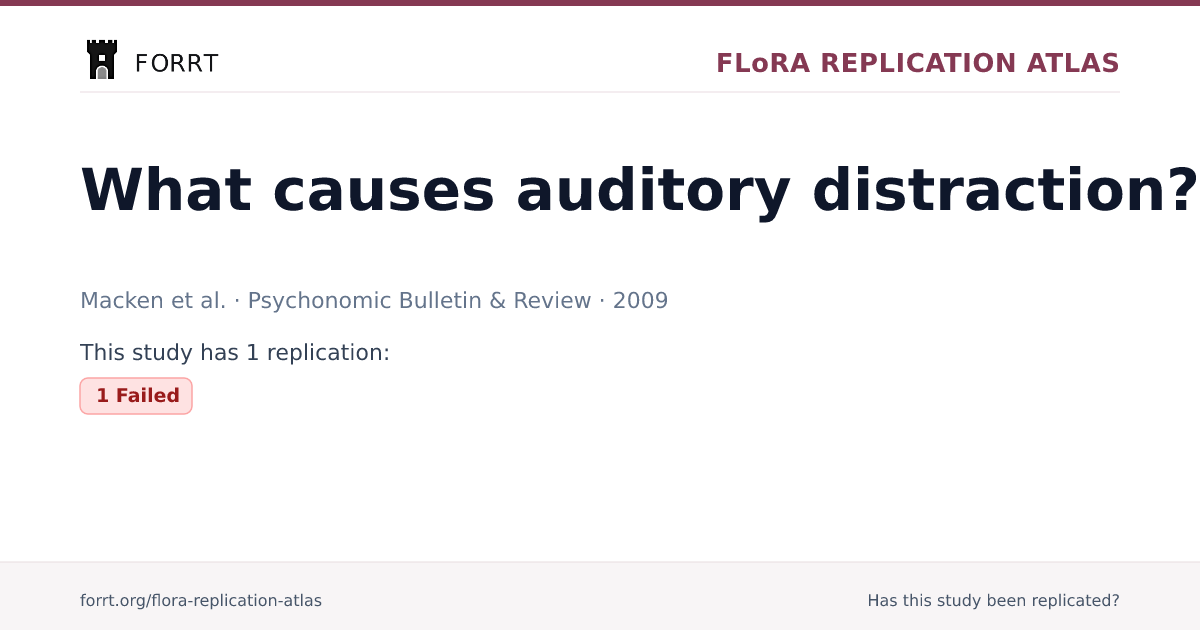 FORRT
FLoRA REPLICATION ATLAS
What causes auditory distraction?
Macken et al. · Psychonomic Bulletin & Review · 2009
This study has 1 replication:
1 Failed
forrt.org/flora-replication-atlas
Has this study been replicated?